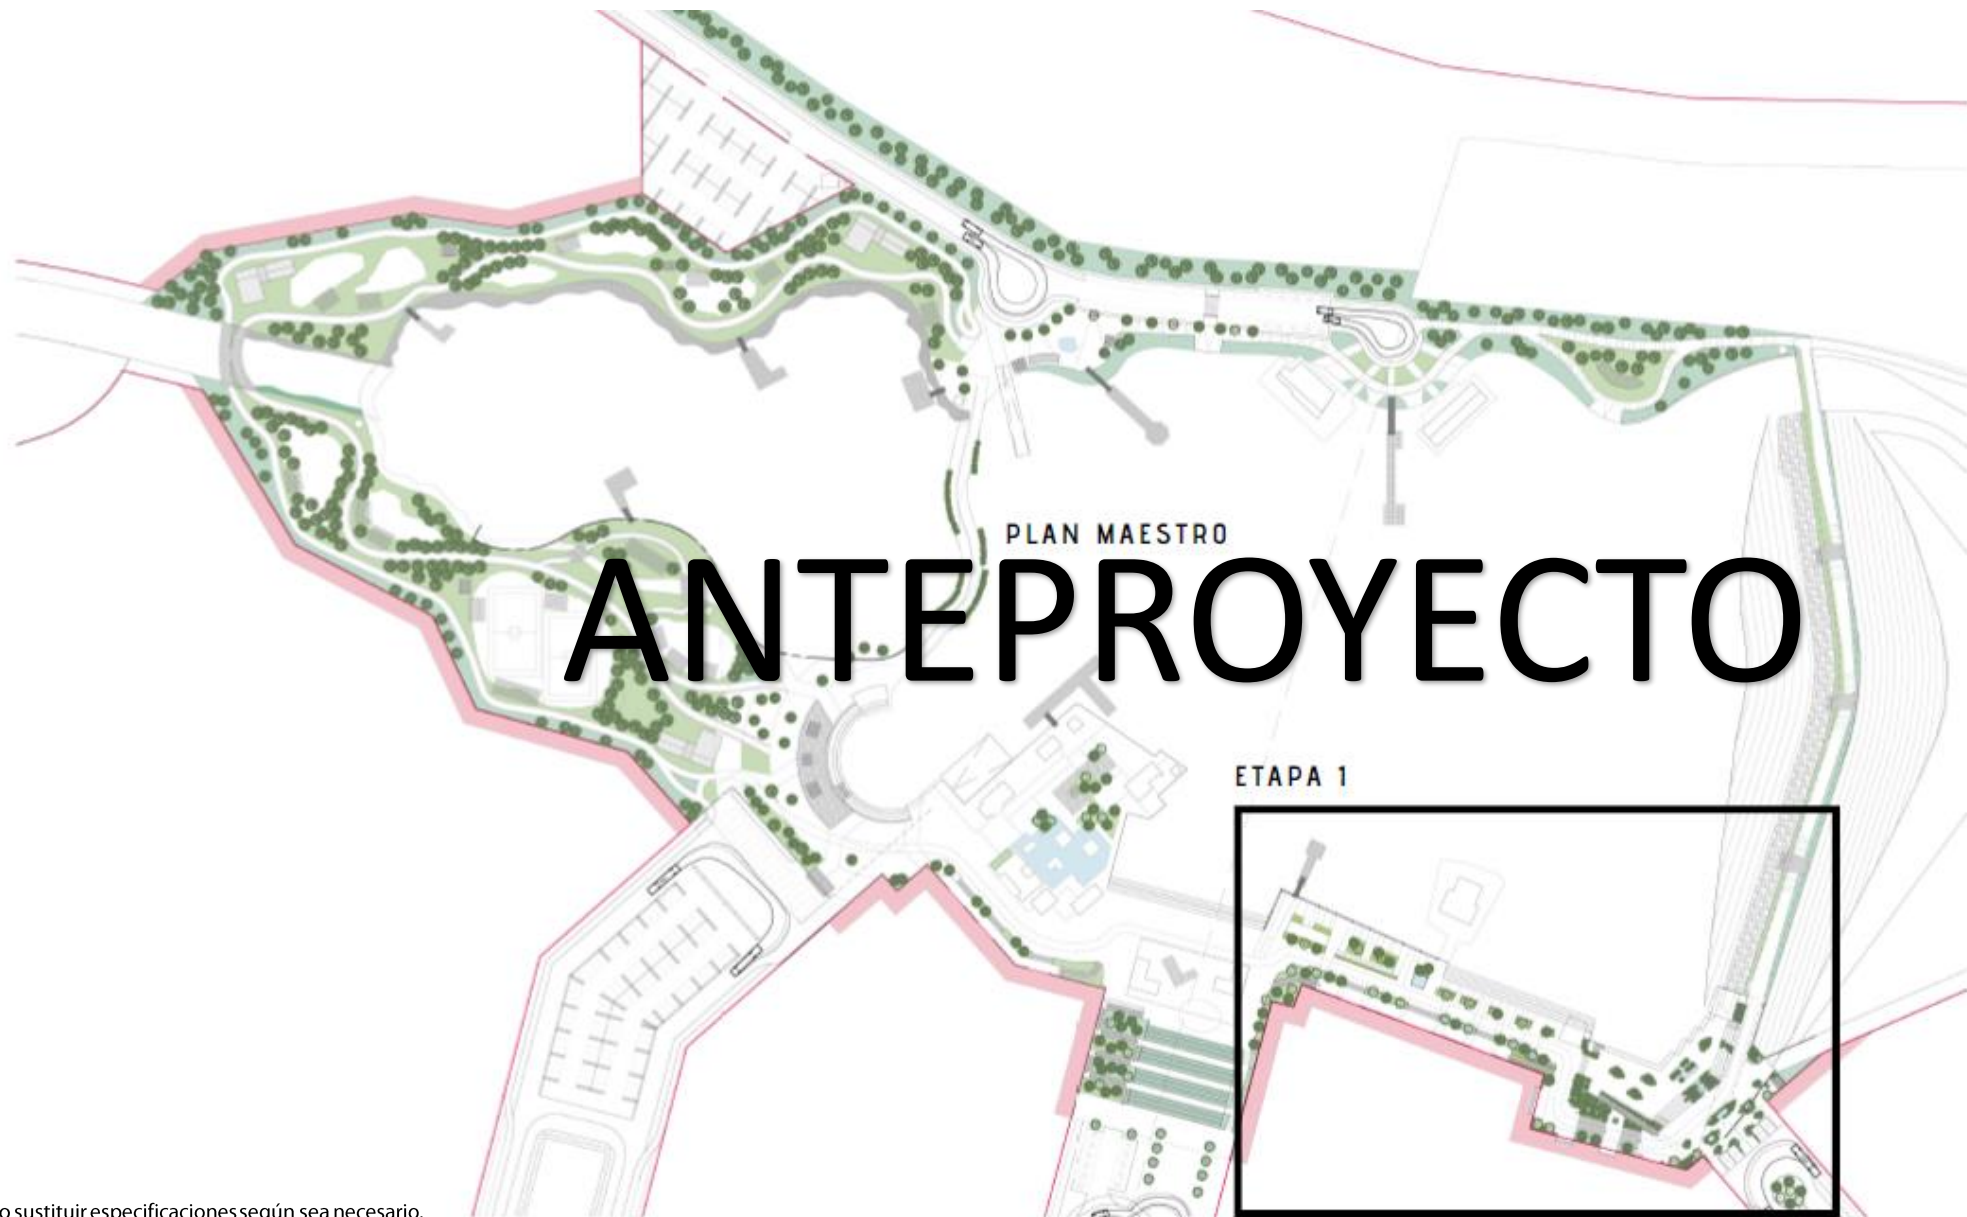 PLAN MAESTRO
ANTEPROYECTO
ETAPA 1
o sustituir especificaciones según sea necesario.